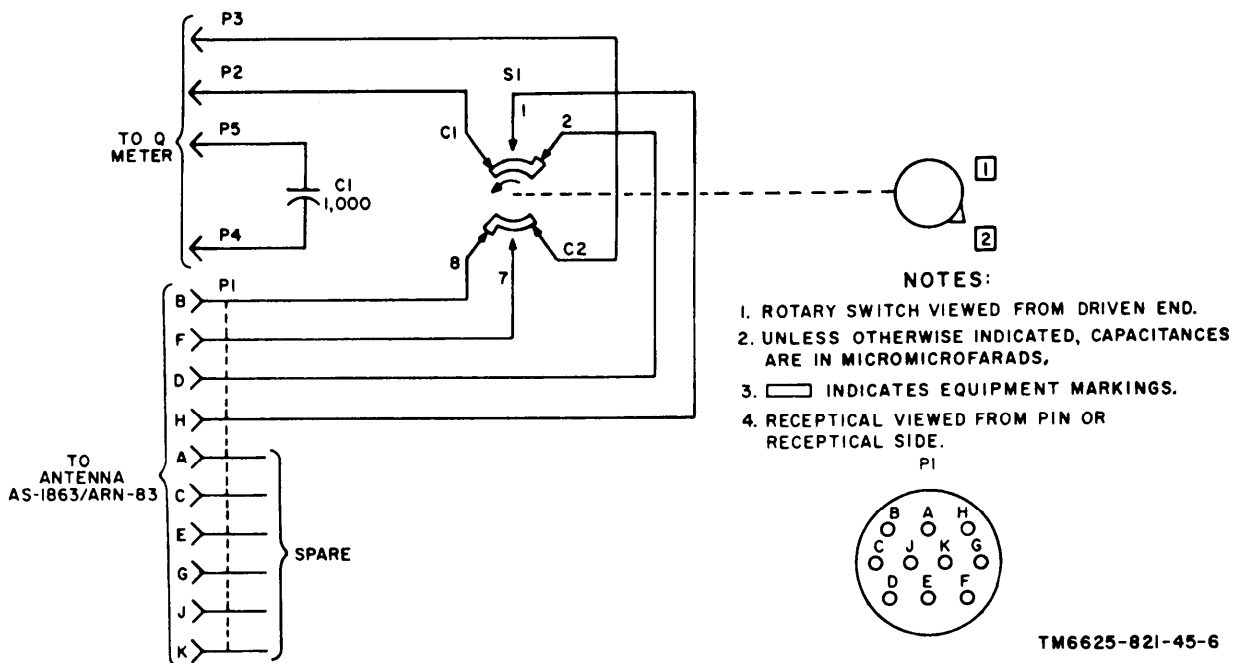 P3
P2
S1
1
C1
2
TO Q
METER
P5
C1
1,000
P4
C2
8
7
1
2
P1
B
F
D
H
A
C
E
G
J
K
TO
ANTENNA
AS-1863/ARN-83
SPARE
NOTES:
1. ROTARY SWITCH VIEWED FROM DRIVEN END.
2. UNLESS OTHERWISE INDICATED, CAPACITANCES
ARE IN MICROMICROFARADS,
3. INDICATES EQUIPMENT MARKINGS.
4. RECEPTICAL VIEWED FROM PIN OR
RECEPTICAL SIDE.
P1
B A H
C J K G
D E F
TM6625-821-45-6